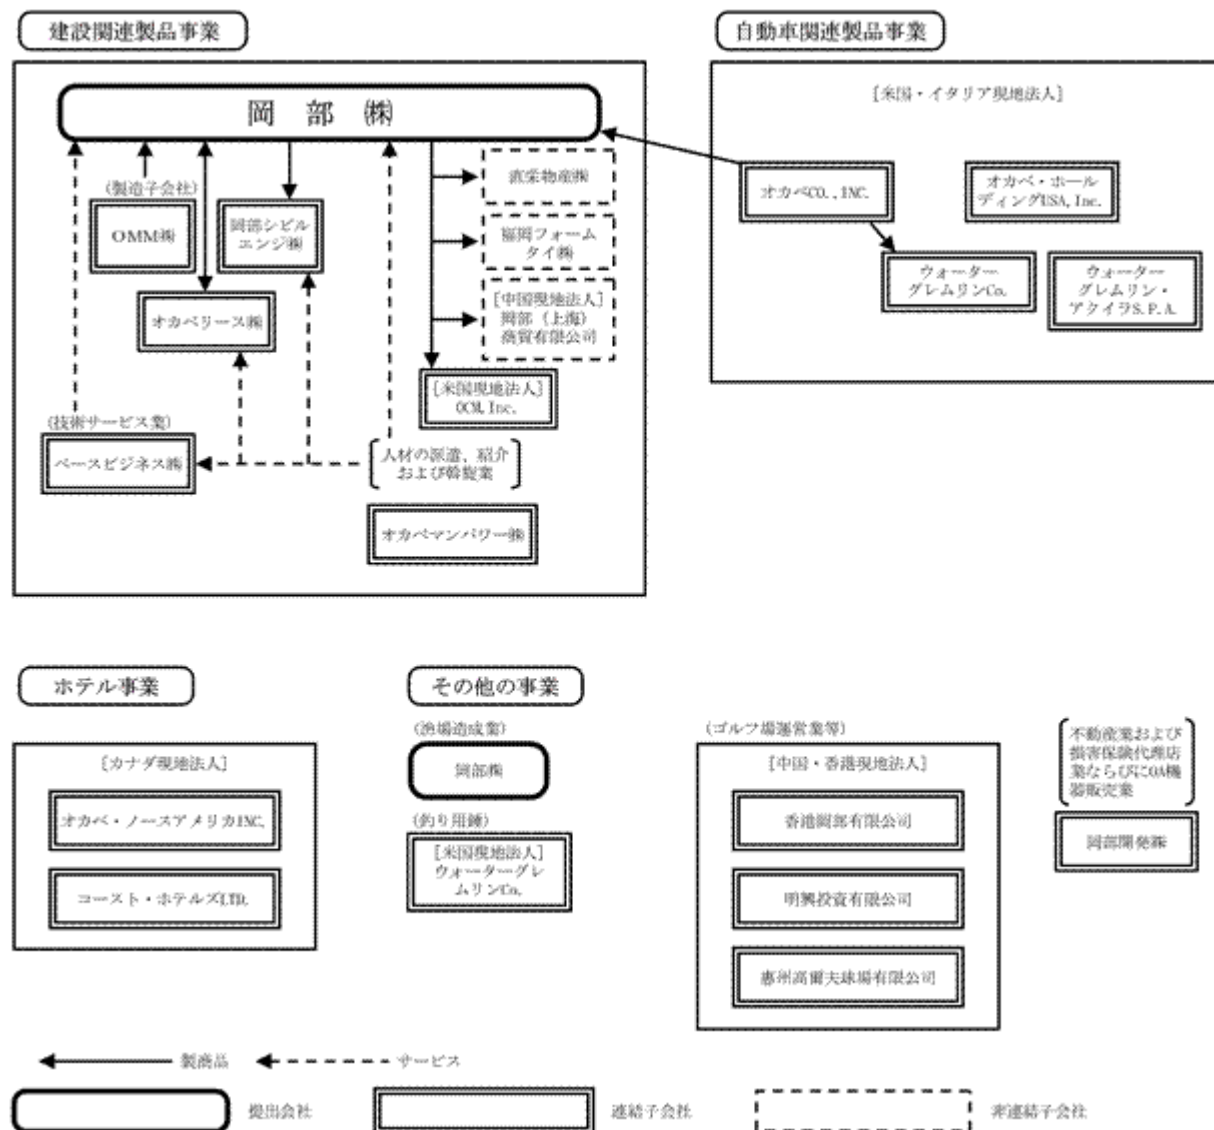 建設関連製品事業
岡部㈱
(製造子会社)
OMM㈱
岡部シビル
エンジ㈱
オカベリース㈱
直栄物産㈱
福岡フォーム
タイ㈱
[中国現地法人]
岡部（上海）
商貿有限公司
[米国現地法人]
OCM,Inc.
(技術サービス業)
ベースビジネス㈱
人材の派遣、紹介
および斡旋業
オカベマンパワー㈱
自動車関連製品事業
[米国・イタリア現地法人]
オカベCO.,INC.
オカベ・ホール
ディングUSA,Inc.
ウォーター
グレムリンCo.
ウォーター
グレムリン・
アクイラS.P.A.
ホテル事業
[カナダ現地法人]
オカベ・ノースアメリカINC.
コースト・ホテルズLTD.
その他の事業
(漁場造成業)
岡部㈱
(釣り用錘)
[米国現地法人]
ウォーターグレ
ムリンCo.
(ゴルフ場運営業等)
[中国・香港現地法人]
香港岡部有限公司
明興投資有限公司
惠州高爾夫球場有限公司
不動産業および
損害保険代理店
業ならびにOA機
器販売業
岡部開発㈱
製商品
サービス
提出会社
連結子会社
非連結子会社